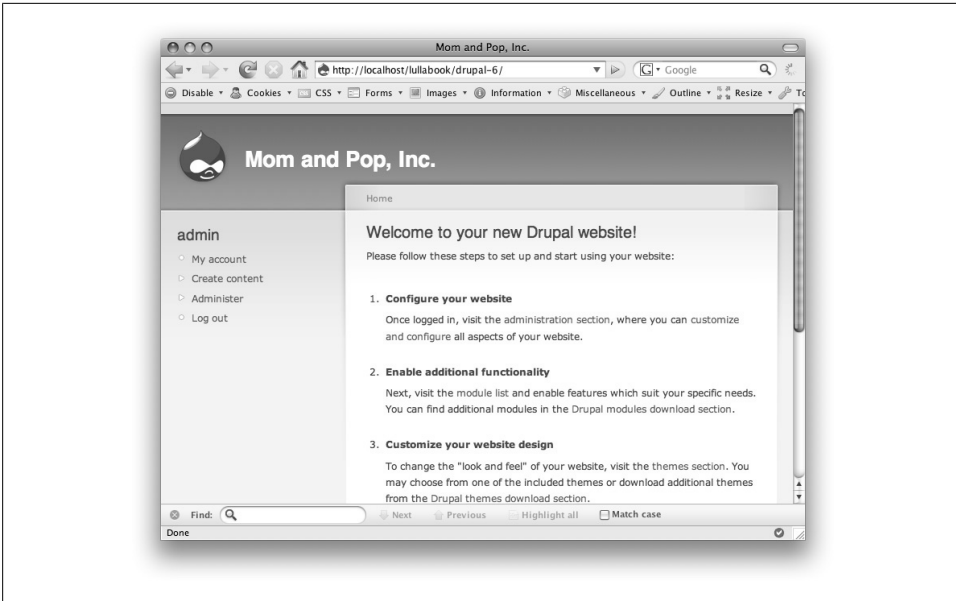 Mom and Pop, Inc.
http://localhost/lullabook/drupal-6/
G Google
Disable Cookies CSS Forms Images Information Miscellaneous Outline Resize
Mom and Pop, Inc.
Home
admin
My account
Create content
Administer
Log out
Welcome to your new Drupal website!
Please follow these steps to set up and start using your website:
1. Configure your website
Once logged in, visit the administration section, where you can customize
and configure all aspects of your website.
2. Enable additional functionality
Next, visit the module list and enable features which suit your specific needs.
You can find additional modules in the Drupal modules download section.
3. Customize your website design
To change the "look and feel" of your website, visit the themes section. You
may choose from one of the included themes or download additional themes
from the Drupal themes download section.
Find: Next Previous Highlight all Match case
Done